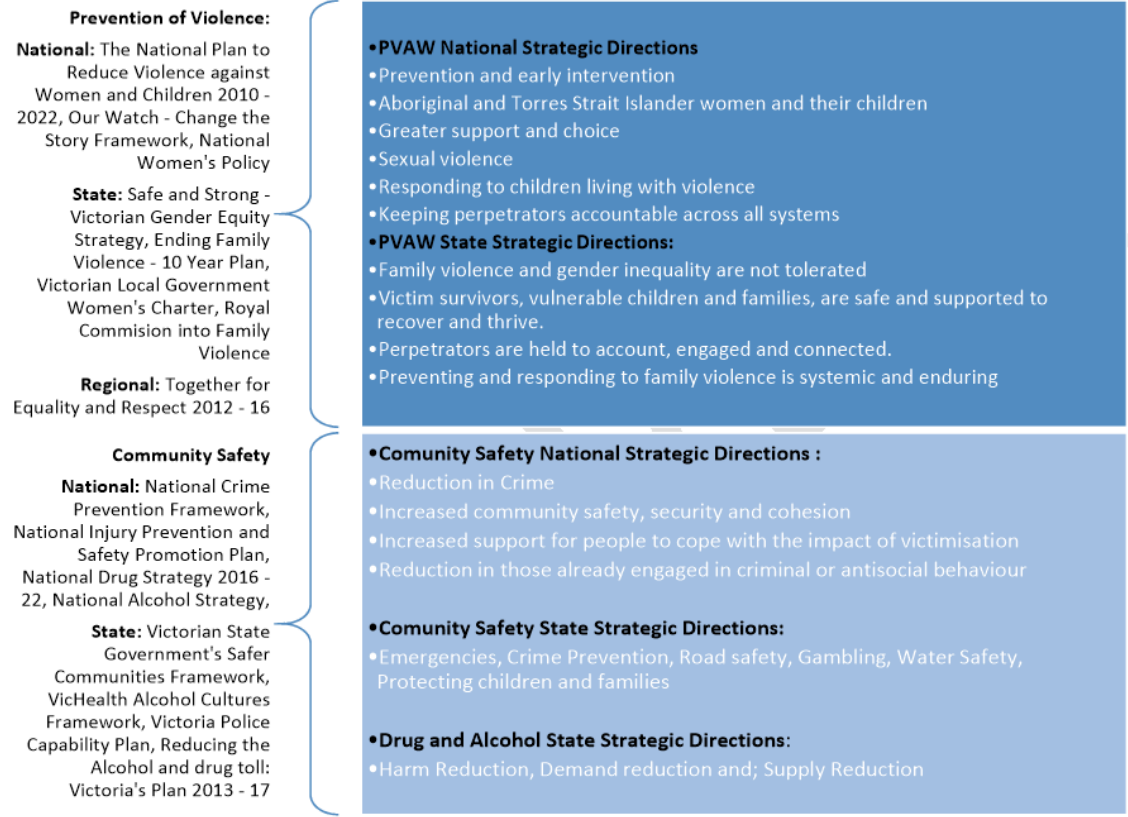 Prevention of Violence:
National: The National Plan to
Reduce Violence against
Women and Children 2010 -
2022, Our Watch - Change the
Story Framework, National
Women's Policy
State: Safe and Strong -
Victorian Gender Equity
Strategy, Ending Family
Violence - 10 Year Plan,
Victorian Local Government
Women's Charter, Royal
Commision into Family
Violence
Regional: Together for
Equality and Respect 2012 - 16
•PVAW National Strategic Directions
•Prevention and early intervention
•Aboriginal and Torres Strait Islander women and their children
•Greater support and choice
•Sexual violence
•Responding to children living with violence
•Keeping perpetrators accountable across all systems
•PVAW State Strategic Directions:
•Family violence and gender inequality are not tolerated
•Victim survivors, vulnerable children and families, are safe and supported to
recover and thrive.
•Perpetrators are held to account, engaged and connected.
•Preventing and responding to family violence is systemic and enduring
Community Safety
National: National Crime
Prevention Framework,
National Injury Prevention and
Safety Promotion Plan,
National Drug Strategy 2016 -
22, National Alcohol Strategy,
State: Victorian State
Government's Safer
Communities Framework,
VicHealth Alcohol Cultures
Framework, Victoria Police
Capability Plan, Reducing the
Alcohol and drug toll:
Victoria's Plan 2013 - 17
•Comunity Safety National Strategic Directions :
•Reduction in Crime
•Increased community safety, security and cohesion
•Increased support for people to cope with the impact of victimisation
•Reduction in those already engaged in criminal or antisocial behaviour
•Comunity Safety State Strategic Directions:
•Emergencies, Crime Prevention, Road safety, Gambling, Water Safety,
Protecting children and families
•Drug and Alcohol State Strategic Directions:
•Harm Reduction, Demand reduction and; Supply Reduction